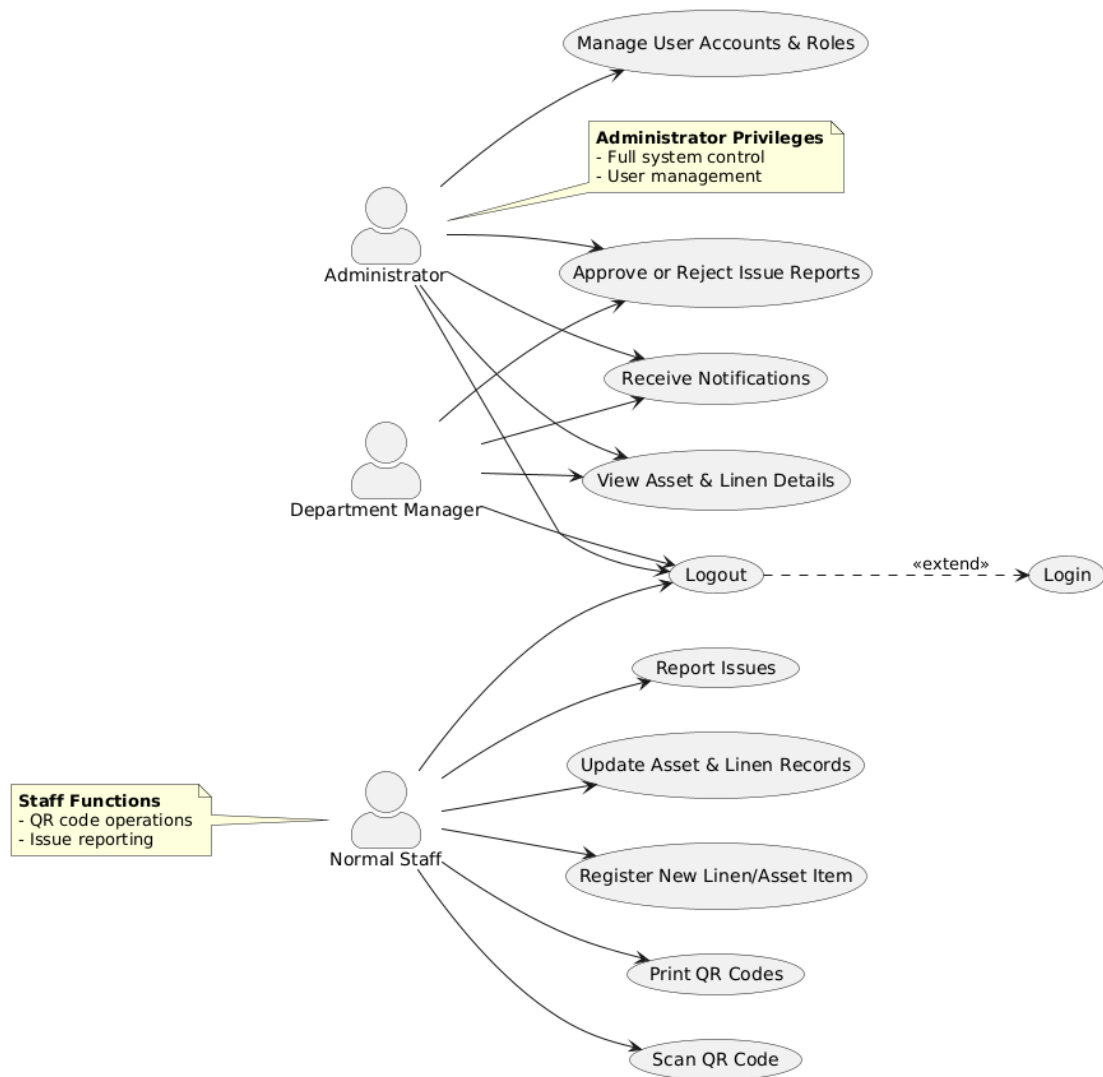 Manage User Accounts & Roles
Administrator Privileges
- Full system control
- User management
Administrator
Approve or Reject Issue Reports
Receive Notifications
Department Manager
View Asset & Linen Details
Logout
«extend»
Login
Report Issues
Update Asset & Linen Records
Staff Functions
- QR code operations
- Issue reporting
Normal Staff
Register New Linen/Asset Item
Print QR Codes
Scan QR Code